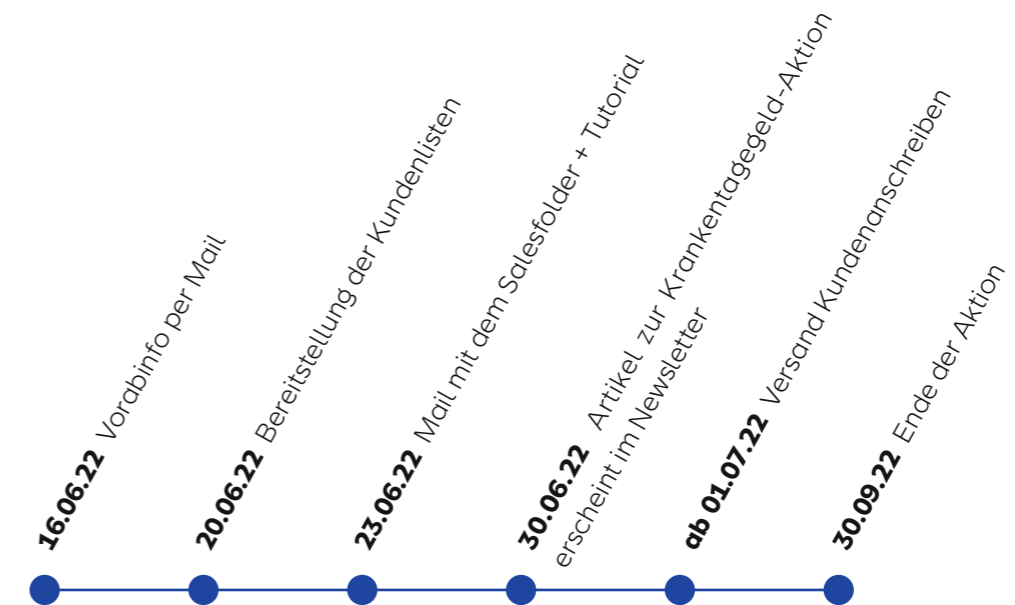 16.06.22 Vorabinfo per Mail
20.06.22 Bereitstellung der Kundenlisten
23.06.22 Mail mit dem Salesfolder + Tutorial
30.06.22 Artikel zur Krankentagegeld-Aktion
erscheint im Newsletter
ab 01.07.22 Versand Kundenanschreiben
30.09.22 Ende der Aktion